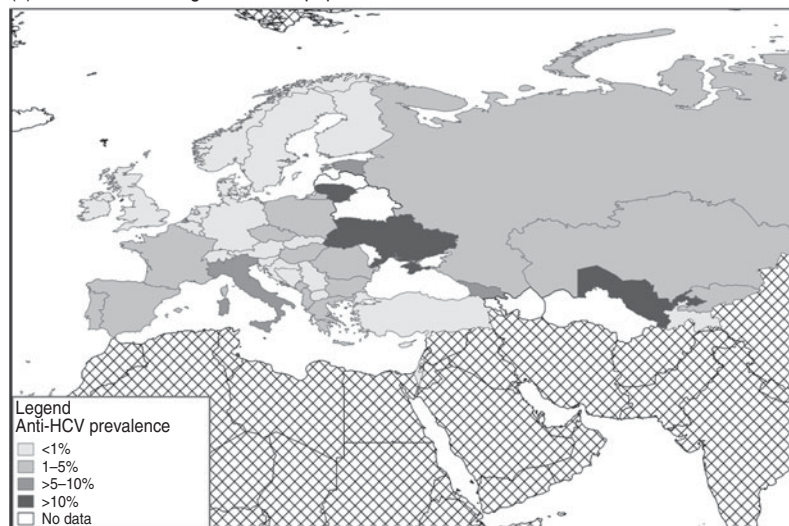 Legend
Anti-HCV prevalence
<1%
1–5%
>5–10%
>10%
No data